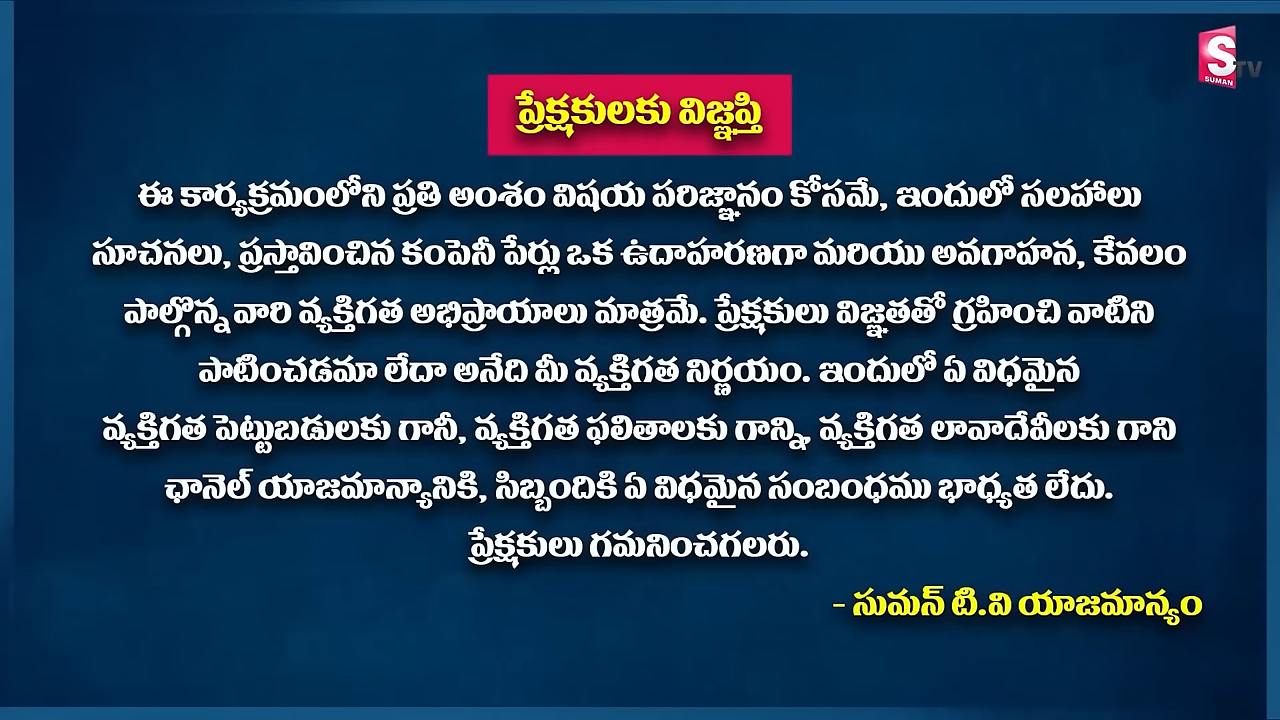 S TV
SUMAN
ప్రేక్షకులకు విజ్ఞప్తి
ఈ కార్యక్రమంలోని ప్రతి అంశం విషయ పరిజ్ఞానం కోసమే, ఇందులో సలహాలు
సూచనలు, ప్రస్తావించిన కంపెనీ పేర్లు ఒక ఉదాహరణగా మరియు అవగాహన, కేవలం
పాల్గొన్న వారి వ్యక్తిగత అభిప్రాయాలు మాత్రమే. ప్రేక్షకులు విజ్ఞతతో గ్రహించి వాటిని
పాటించడమా లేదా అనేది మీ వ్యక్తిగత నిర్ణయం. ఇందులో ఏ విధమైన
వ్యక్తిగత పెట్టుబడులకు గానీ, వ్యక్తిగత ఫలితాలకు గాన్ని, వ్యక్తిగత లావాదేవీలకు గాని
ఛానెల్ యాజమాన్యానికి, సిబ్బందికి ఏ విధమైన సంబంధము భాధ్యత లేదు.
ప్రేక్షకులు గమనించగలరు.
- సుమన్ టి.వి యాజమాన్యం